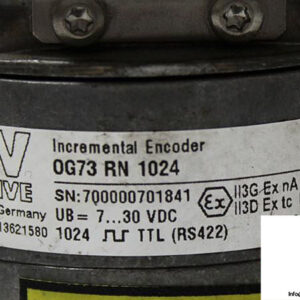 Incremental Encoder
OG73 RN 1024
SN:700000701841
Germany
UB = 7...30 VDC
13621580
1024 TTL (RS422)
Ex
II3G Ex nA
II3D Ex tc